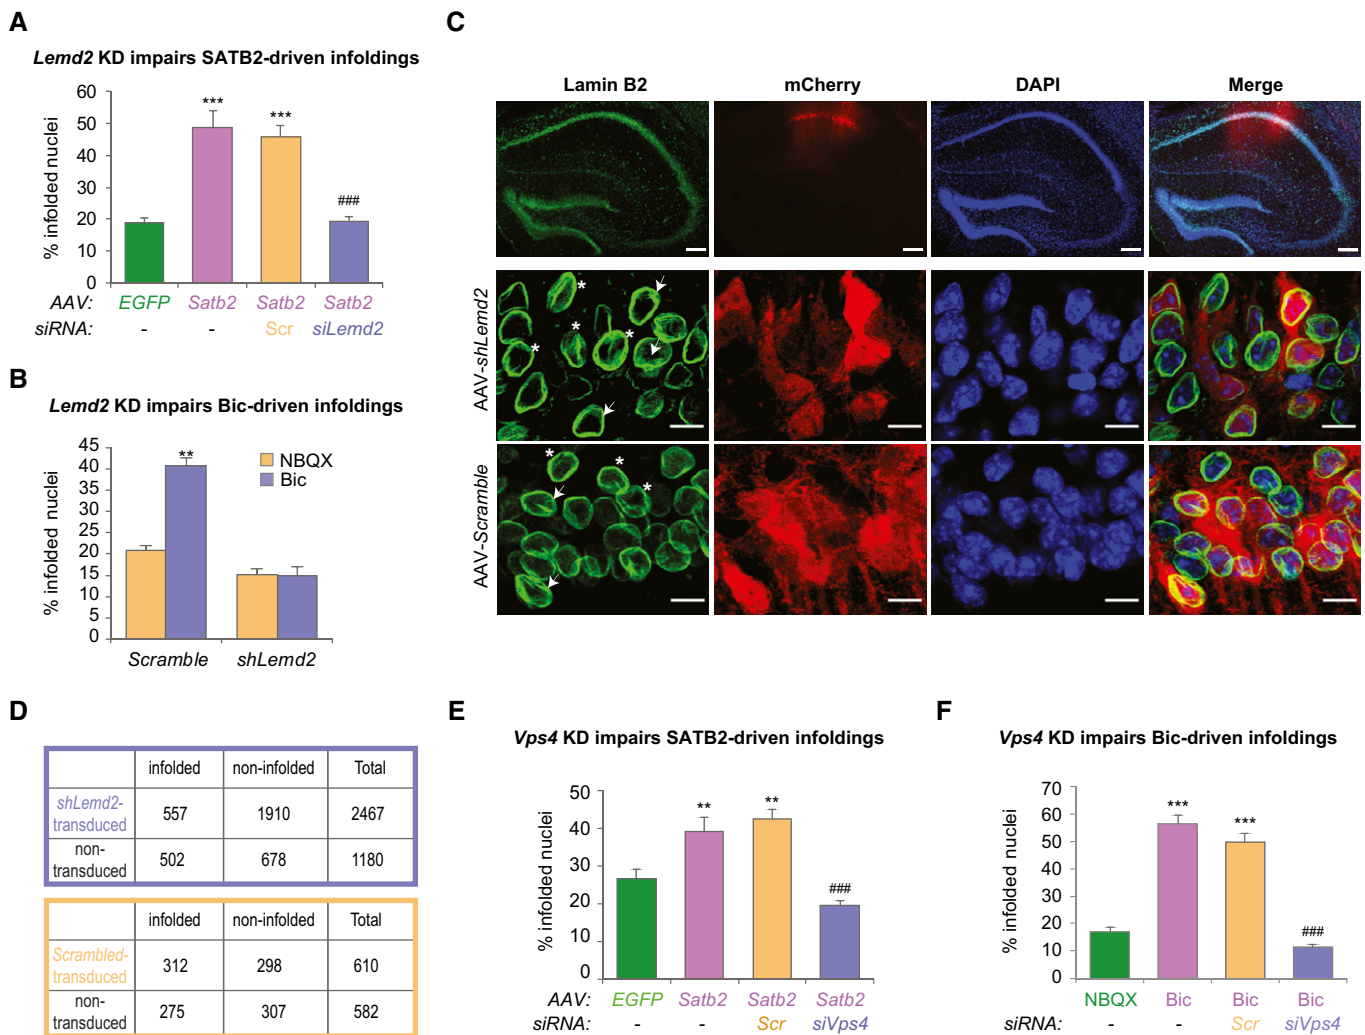 A
Lemd2 KD impairs SATB2-driven infoldings
% infolded nuclei
60
50
40
30
20
10
0
***
***
###
AAV: EGFP Satb2 Satb2 Satb2
siRNA: - - Scr siLemd2
B
Lemd2 KD impairs Bic-driven infoldings
% infolded nuclei
45
40
35
30
25
20
15
10
5
0
**
NBQX
Bic
Scramble shLemd2
C
Lamin B2 mCherry DAPI Merge
AAV-shLemd2
* * * *
AAV-Scramble
* * *
D
infolded non-infolded Total
shLemd2-transduced 557 1910 2467
non-transduced 502 678 1180
infolded non-infolded Total
Scrambled-transduced 312 298 610
non-transduced 275 307 582
E
Vps4 KD impairs SATB2-driven infoldings
% infolded nuclei
50
40
30
20
10
0
**
**
###
AAV: EGFP Satb2 Satb2 Satb2
siRNA: - - Scr siVps4
F
Vps4 KD impairs Bic-driven infoldings
% infolded nuclei
70
60
50
40
30
20
10
0
***
***
###
NBQX Bic Bic Bic
siRNA: - - Scr siVps4